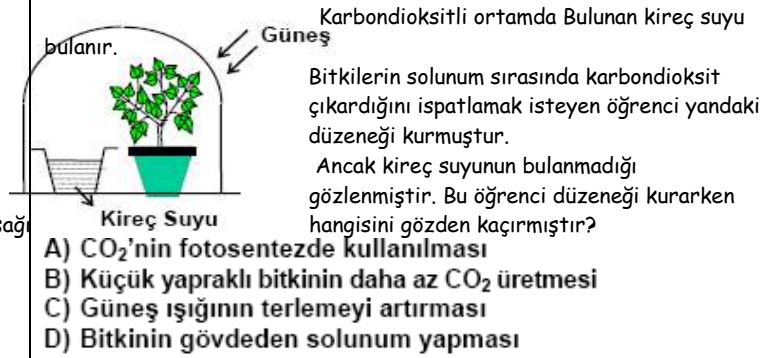 Karbondioksitli ortamda Bulunan kireç suyu
bulanır.
Güneş
Bitkilerin solunum sırasında karbondioksit
çıkardığını ispatlamak isteyen öğrenci yandaki
düzeneği kurmuştur.
Ancak kireç suyunun bulanmadığı
gözlenmiştir. Bu öğrenci düzeneği kurarken
hangisini gözden kaçırmıştır?
Kireç Suyu
A) CO₂'nin fotosentezde kullanılması
B) Küçük yapraklı bitkinin daha az CO₂ üretmesi
C) Güneş ışığının terlemeyi artırması
D) Bitkinin gövdeden solunum yapması